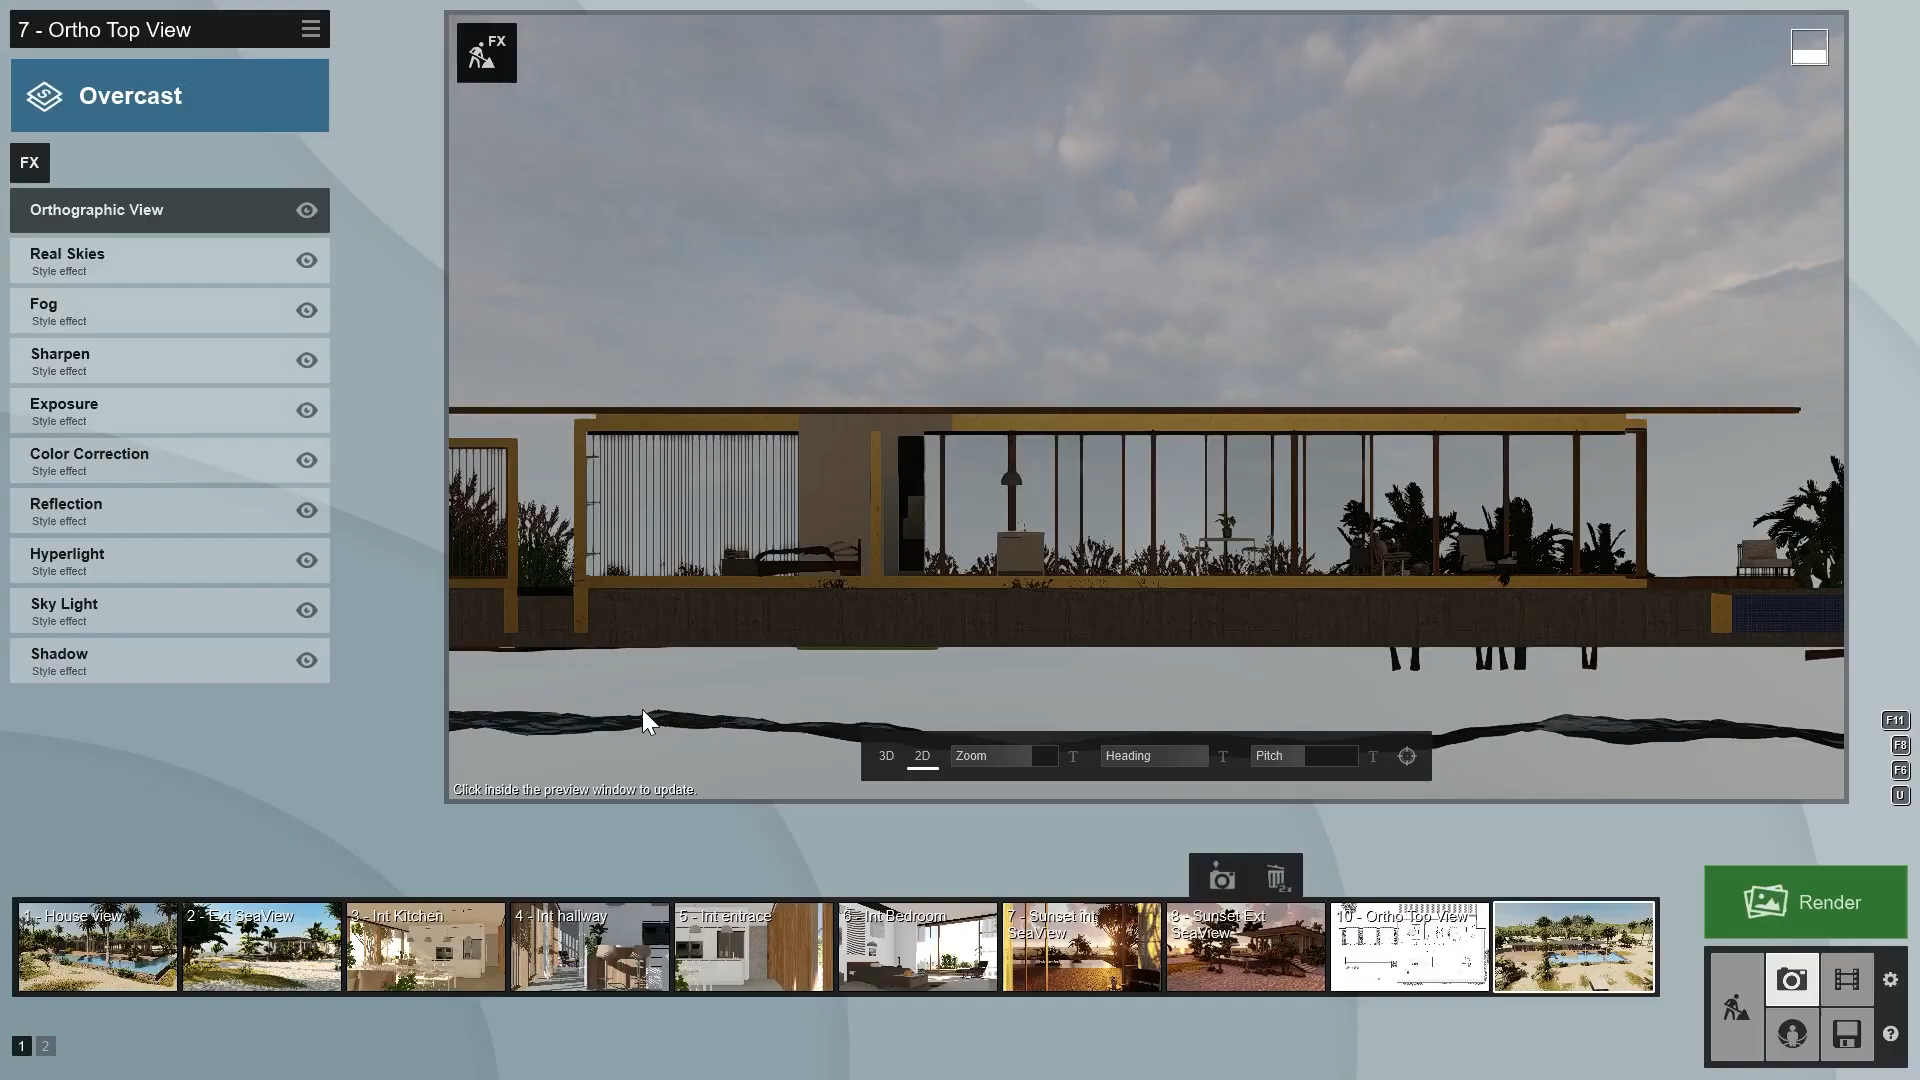 7 - Ortho Top View
Overcast
FX
Orthographic View
Real Skies
Style effect
Fog
Style effect
Sharpen
Style effect
Exposure
Style effect
Color Correction
Style effect
Reflection
Style effect
Hyperlight
Style effect
Sky Light
Style effect
Shadow
Style effect
FX
3D 2D Zoom T Heading T Pitch T
Click inside the preview window to update.
F11
F8
F6
U
2x
1 - House view
2 - Ext SeaView
3 - Int Kitchen
4 - Int hallway
5 - Int entrace
6 - Int Bedroom
7 - Sunset int
SeaView
8 - Sunset Ext
SeaView
10 - Ortho Top View
Render
1 2